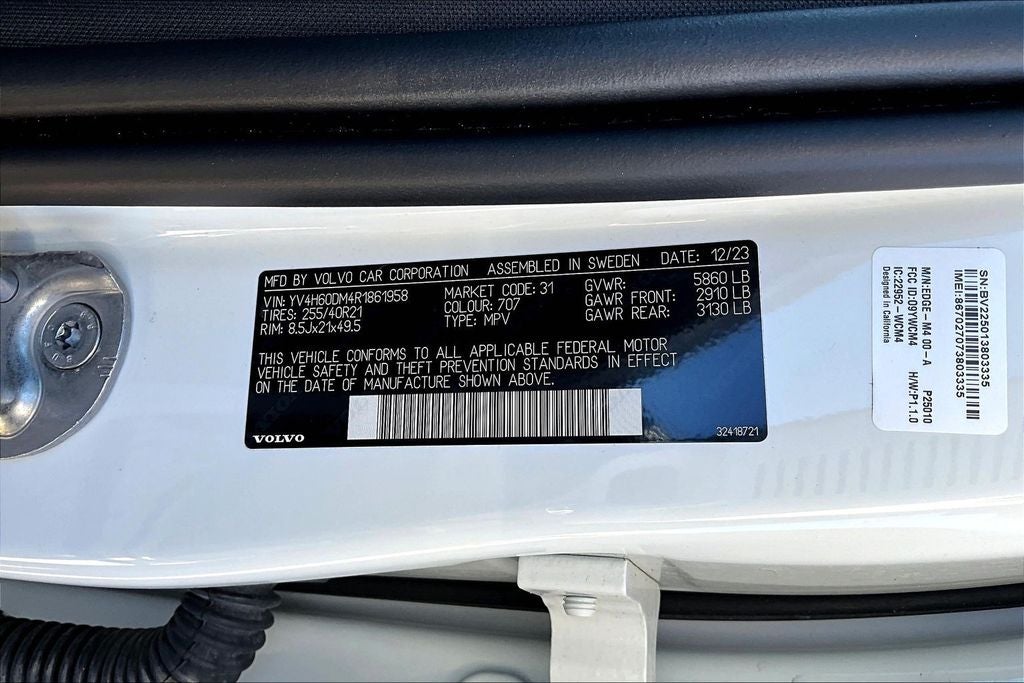 MFD BY VOLVO CAR CORPORATION ASSEMBLED IN SWEDEN DATE: 12/23
VIN: YV4H60DM4R1861958 MARKET CODE: 31 GVWR: 5860 LB
TIRES: 255/40R21 COLOUR: 707 GAWR FRONT: 2910 LB
RIM: 8.5Jx21x49.5 TYPE: MPV GAWR REAR: 3130 LB
THIS VEHICLE CONFORMS TO ALL APPLICABLE FEDERAL MOTOR
VEHICLE SAFETY AND THEFT PREVENTION STANDARDS IN EFFECT
ON THE DATE OF MANUFACTURE SHOWN ABOVE.
VOLVO 32418721
SN:BV225013803335
IMEI:867027073803335
M/N:EDGE-M4 00-A P25010
FCC ID:O9YWCM4 H/W:P1.1.0
IC:22952-WCM4
Designed in California